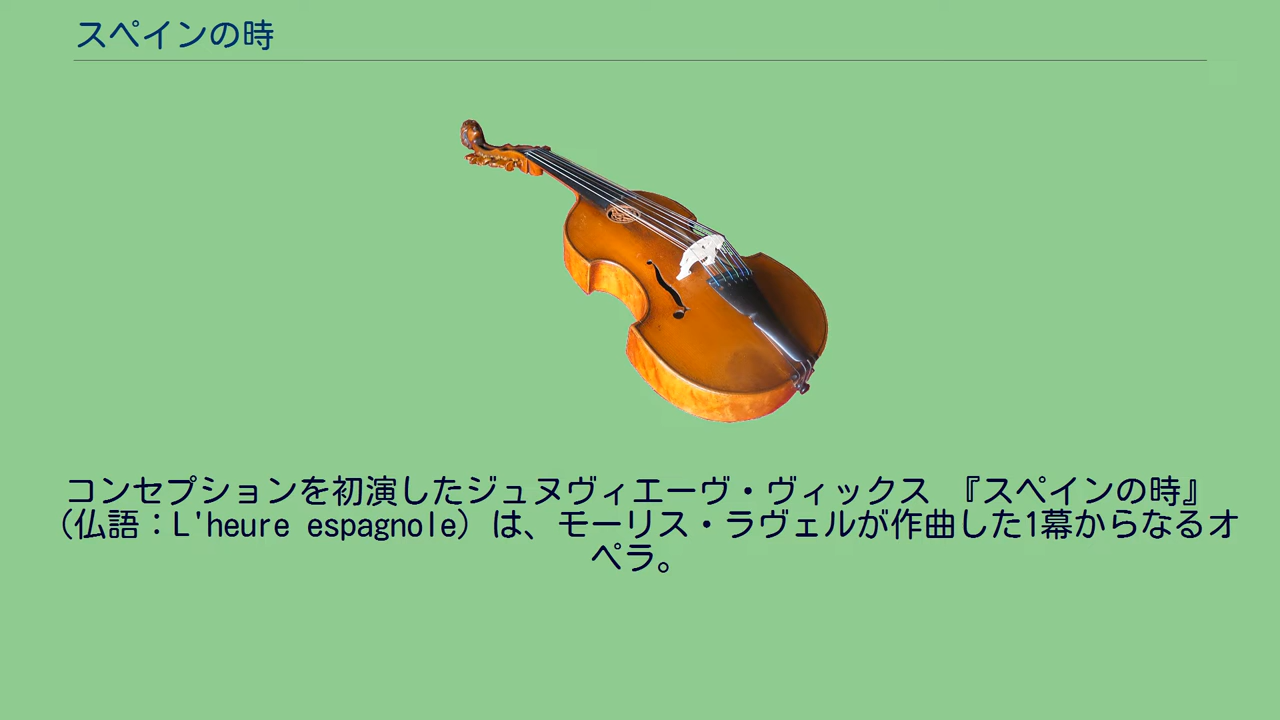 スペインの時
コンセプションを初演したジュヌヴィエーヴ・ヴィックス 『スペインの時』
（仏語：L'heure espagnole）は、モーリス・ラヴェルが作曲した1幕からなるオ
ペラ。